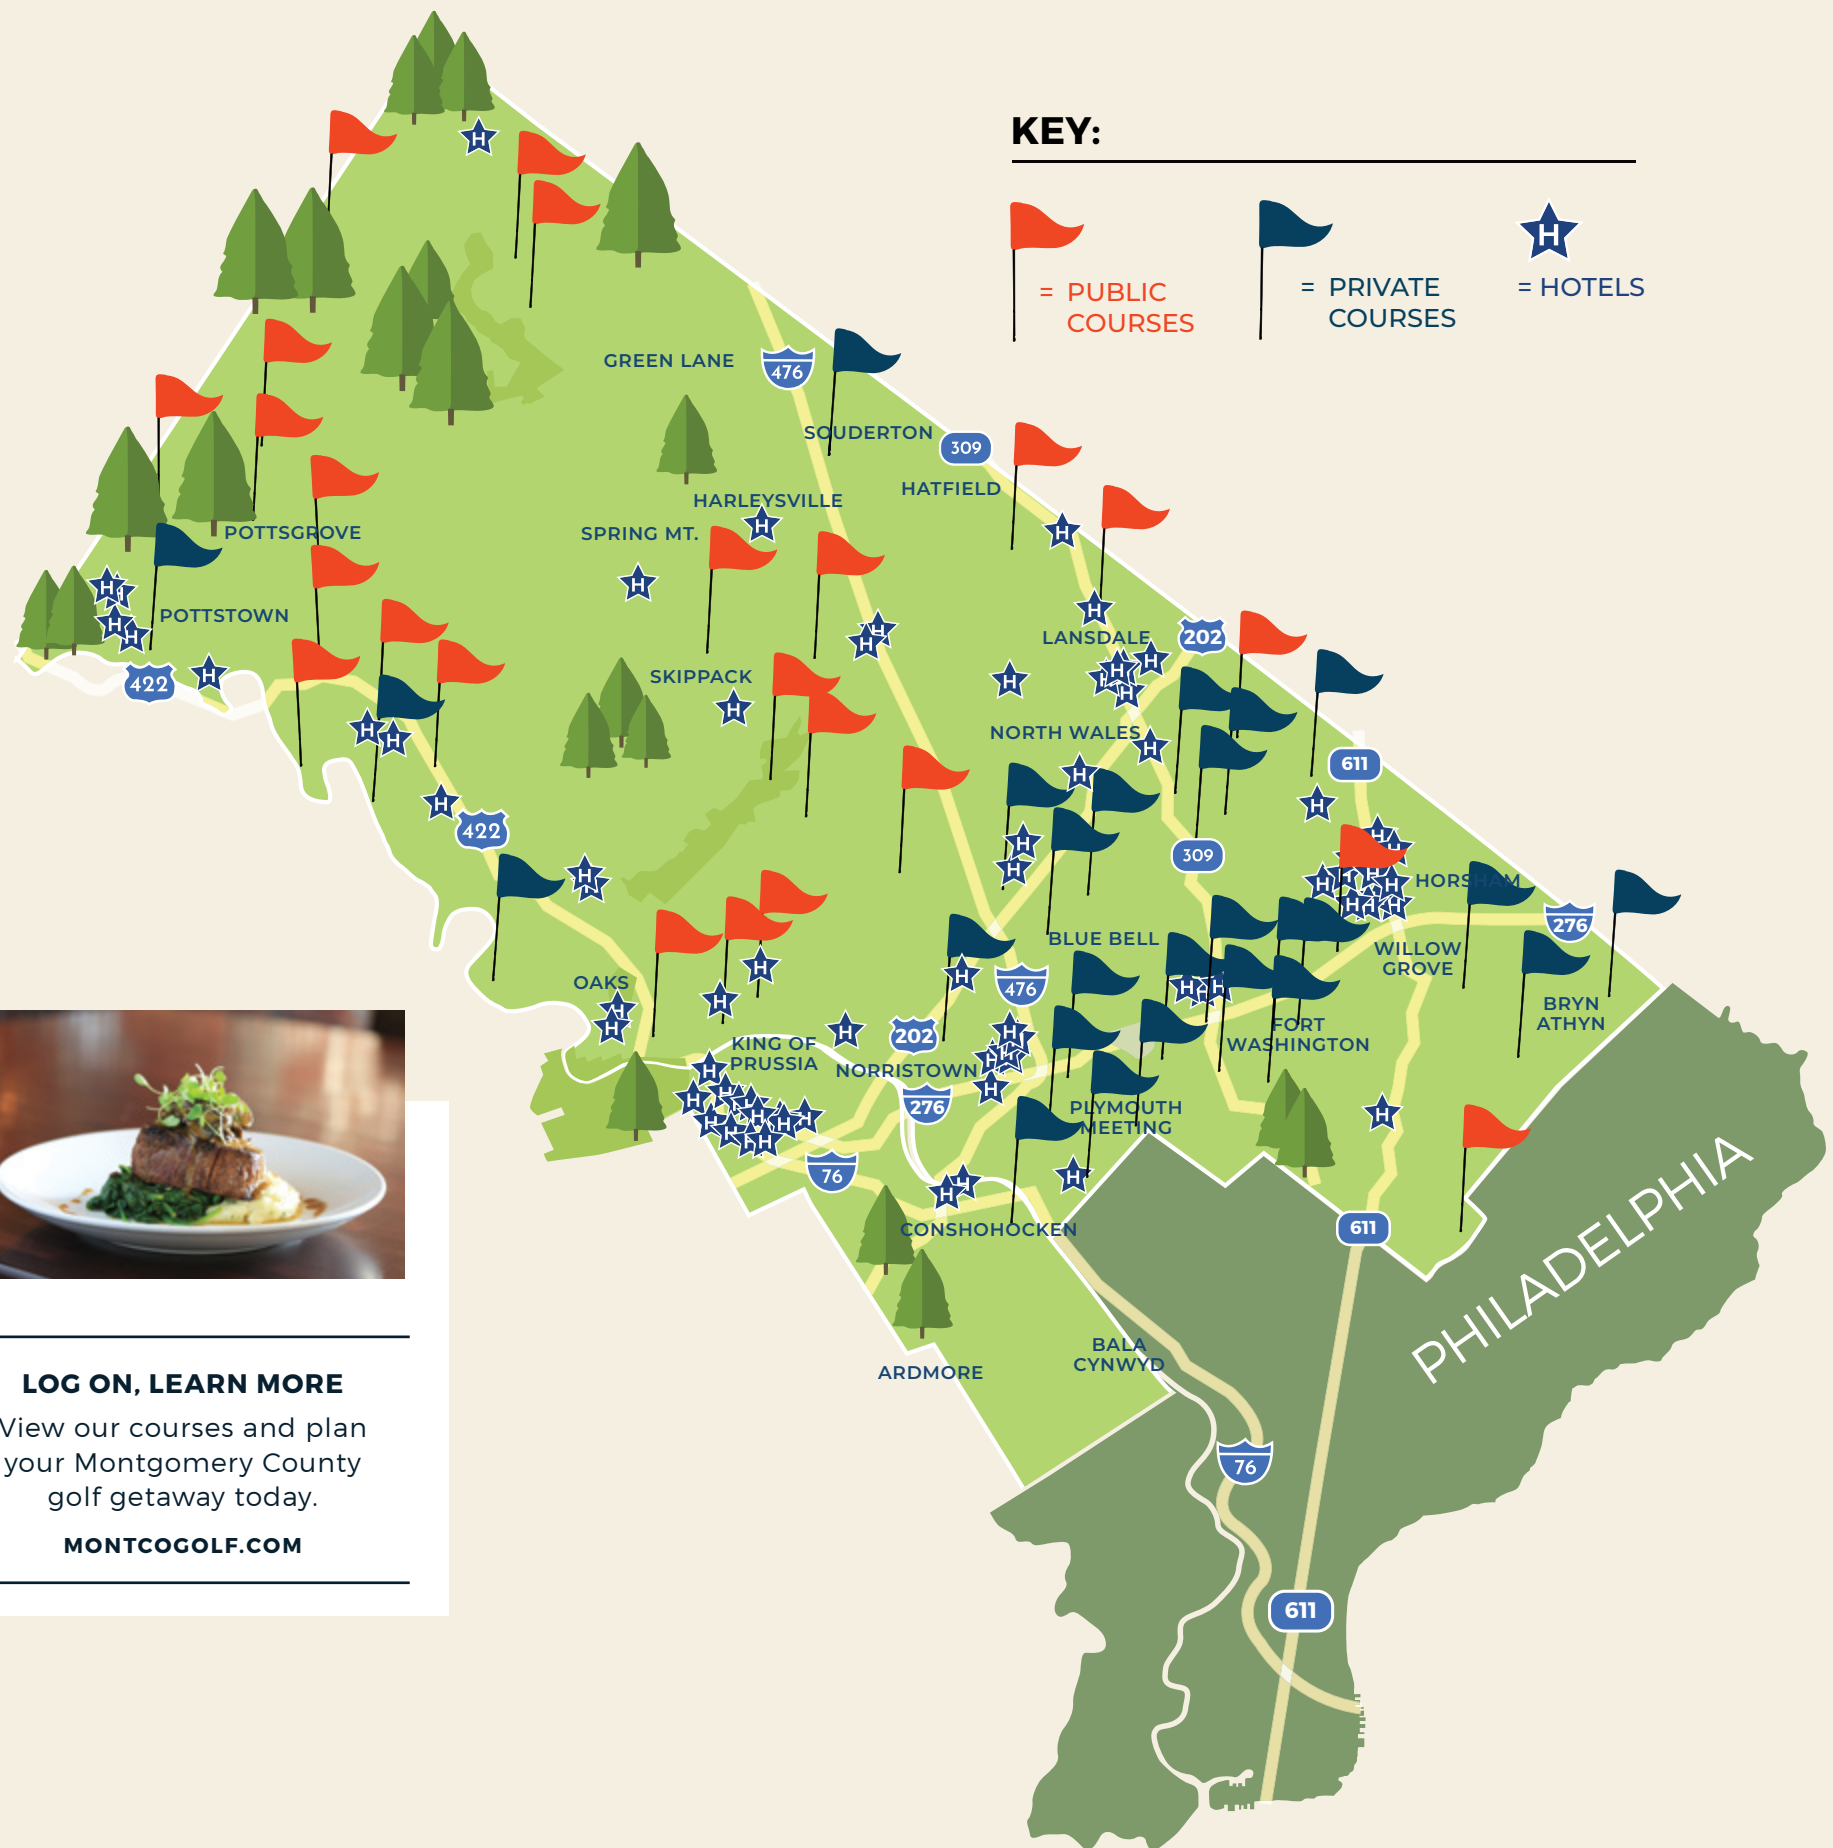 KEY:
= PUBLIC
COURSES
= PRIVATE
COURSES
H
= HOTELS
H
GREEN LANE
476
SOUDERTON
309
HATFIELD
HARLEYSVILLE
H
SPRING MT.
H
H
POTTSGROVE
H
H
H
H
POTTSTOWN
H
H
H
LANSDALE
202
422
H
SKIPPACK
H
H
H
H
H
H
NORTH WALES
H
H
H
H
611
H
H
422
H
H
309
H
H
H
H
HORSHAM
H
H
276
BLUE BELL
WILLOW
GROVE
H
H
OAKS
H
476
H
H
H
H
BRYN
ATHYN
H
202
FORT
WASHINGTON
KING OF
PRUSSIA
NORRISTOWN
H
H
H
H
276
PLYMOUTH
MEETING
H
H
H
H
H
H
76
H
H
H
CONSHOHOCKEN
611
PHILADELPHIA
BALA
CYNWYD
ARDMORE
76
611
LOG ON, LEARN MORE
View our courses and plan
your Montgomery County
golf getaway today.
MONTCOGOLF.COM